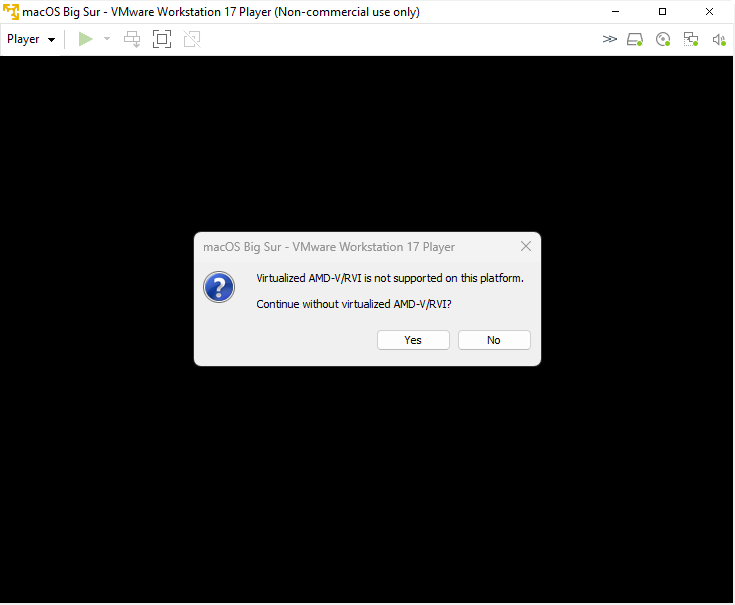 macOS Big Sur - VMware Workstation 17 Player (Non-commercial use only)
Player
macOS Big Sur - VMware Workstation 17 Player
Virtualized AMD-V/RVI is not supported on this platform.
Continue without virtualized AMD-V/RVI?
Yes No